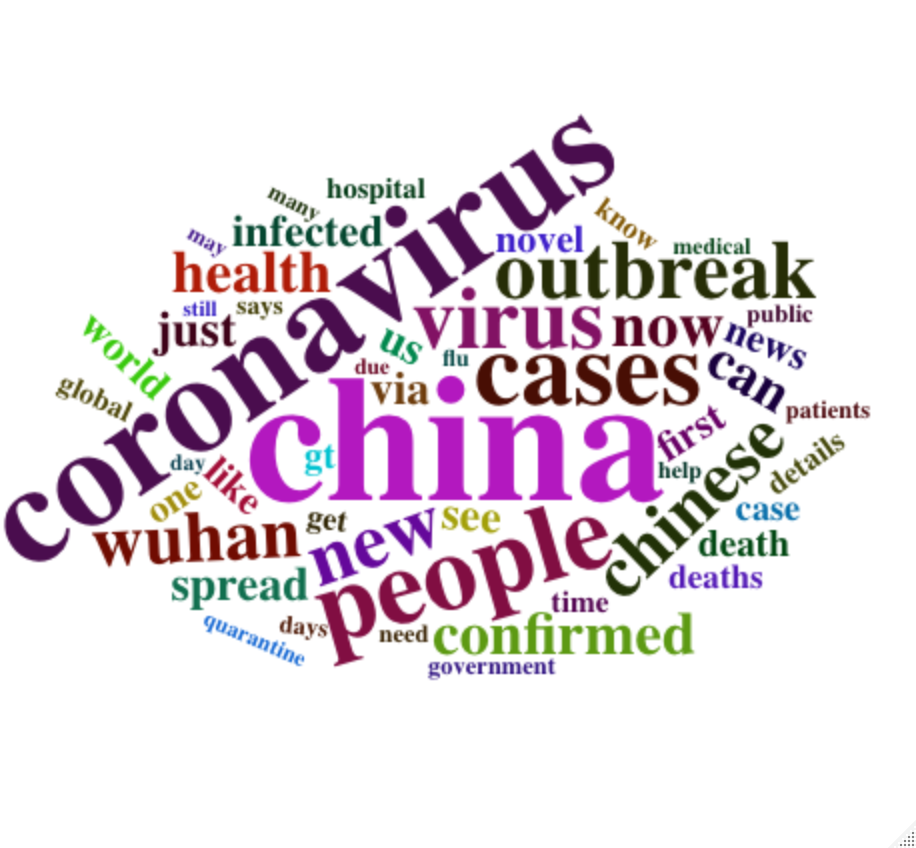 coronavirus
many
hospital
may
infected
novel
know
medical
health
outbreak
still
says
just
virus
now
public
news
world
us
flu
due
cases
can
global
via
china
patients
first
chinese
day
like
gt
help
details
one
wuhan
get
new
see
case
death
people
spread
deaths
time
quarantine
days
need
confirmed
government